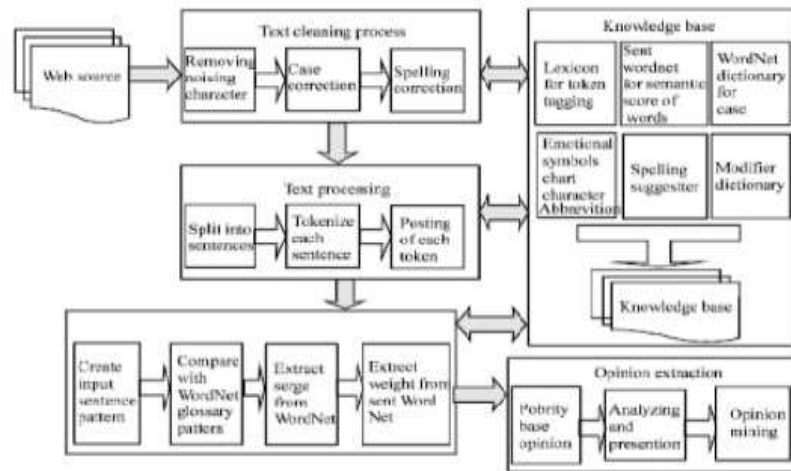 Text cleaning process
Web source
Removing
noising
character
Case
correction
Spelling
correction
Knowledge base
Lexicon
for token
tagging
Sent
wordnet
for semantic
score of
words
WordNet
dictionary
for
case
Emotional
symbols
chart
character
Abbrevition
Spelling
suggester
Modifier
dictionary
Knowledge base
Text processing
Split into
sentences
Tokenize
each
sentence
Posting
of each
token
Create
input
sentence
pattern
Compare
with
WordNet
glossary
pattern
Extract
serge
from
WordNet
Extract
weight from
sent Word
Net
Opinion extraction
Pobrity
base
opinion
Analyzing
and
presention
Opinion
mining